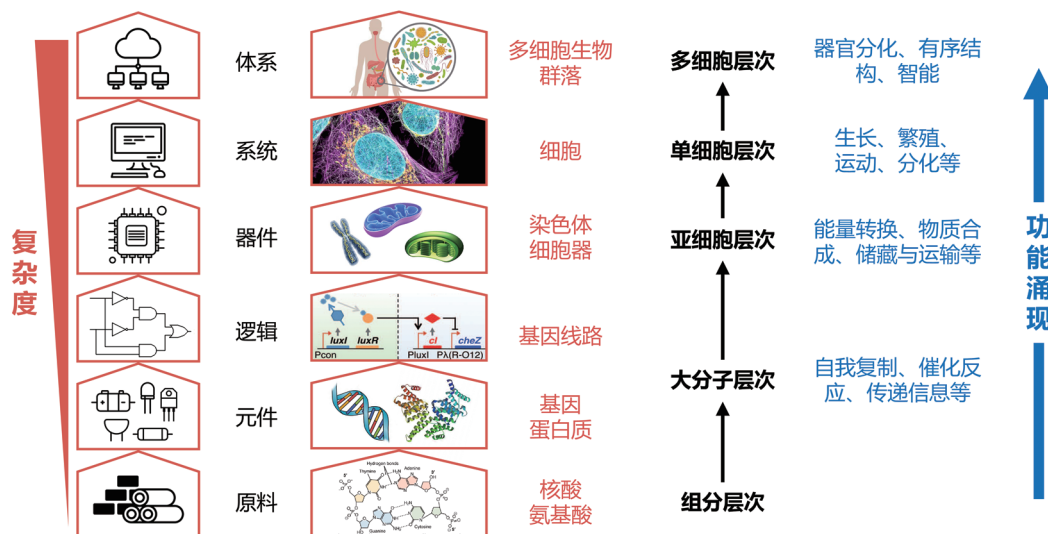 复杂度
体系
多细胞生物
群落
多细胞层次
器官分化、有序结
构、智能
系统
细胞
单细胞层次
生长、繁殖、
运动、分化等
器件
染色体
细胞器
亚细胞层次
能量转换、物质合
成、储藏与运输等
功能涌现
逻辑
luxI luxR cI cheZ
Pcon PluxI Pλ(R-O12)
基因线路
大分子层次
自我复制、催化反
应、传递信息等
元件
基因
蛋白质
原料
Hydrogen bonds
Thymine Adenine
Guanine Cytosine
核酸
氨基酸
组分层次